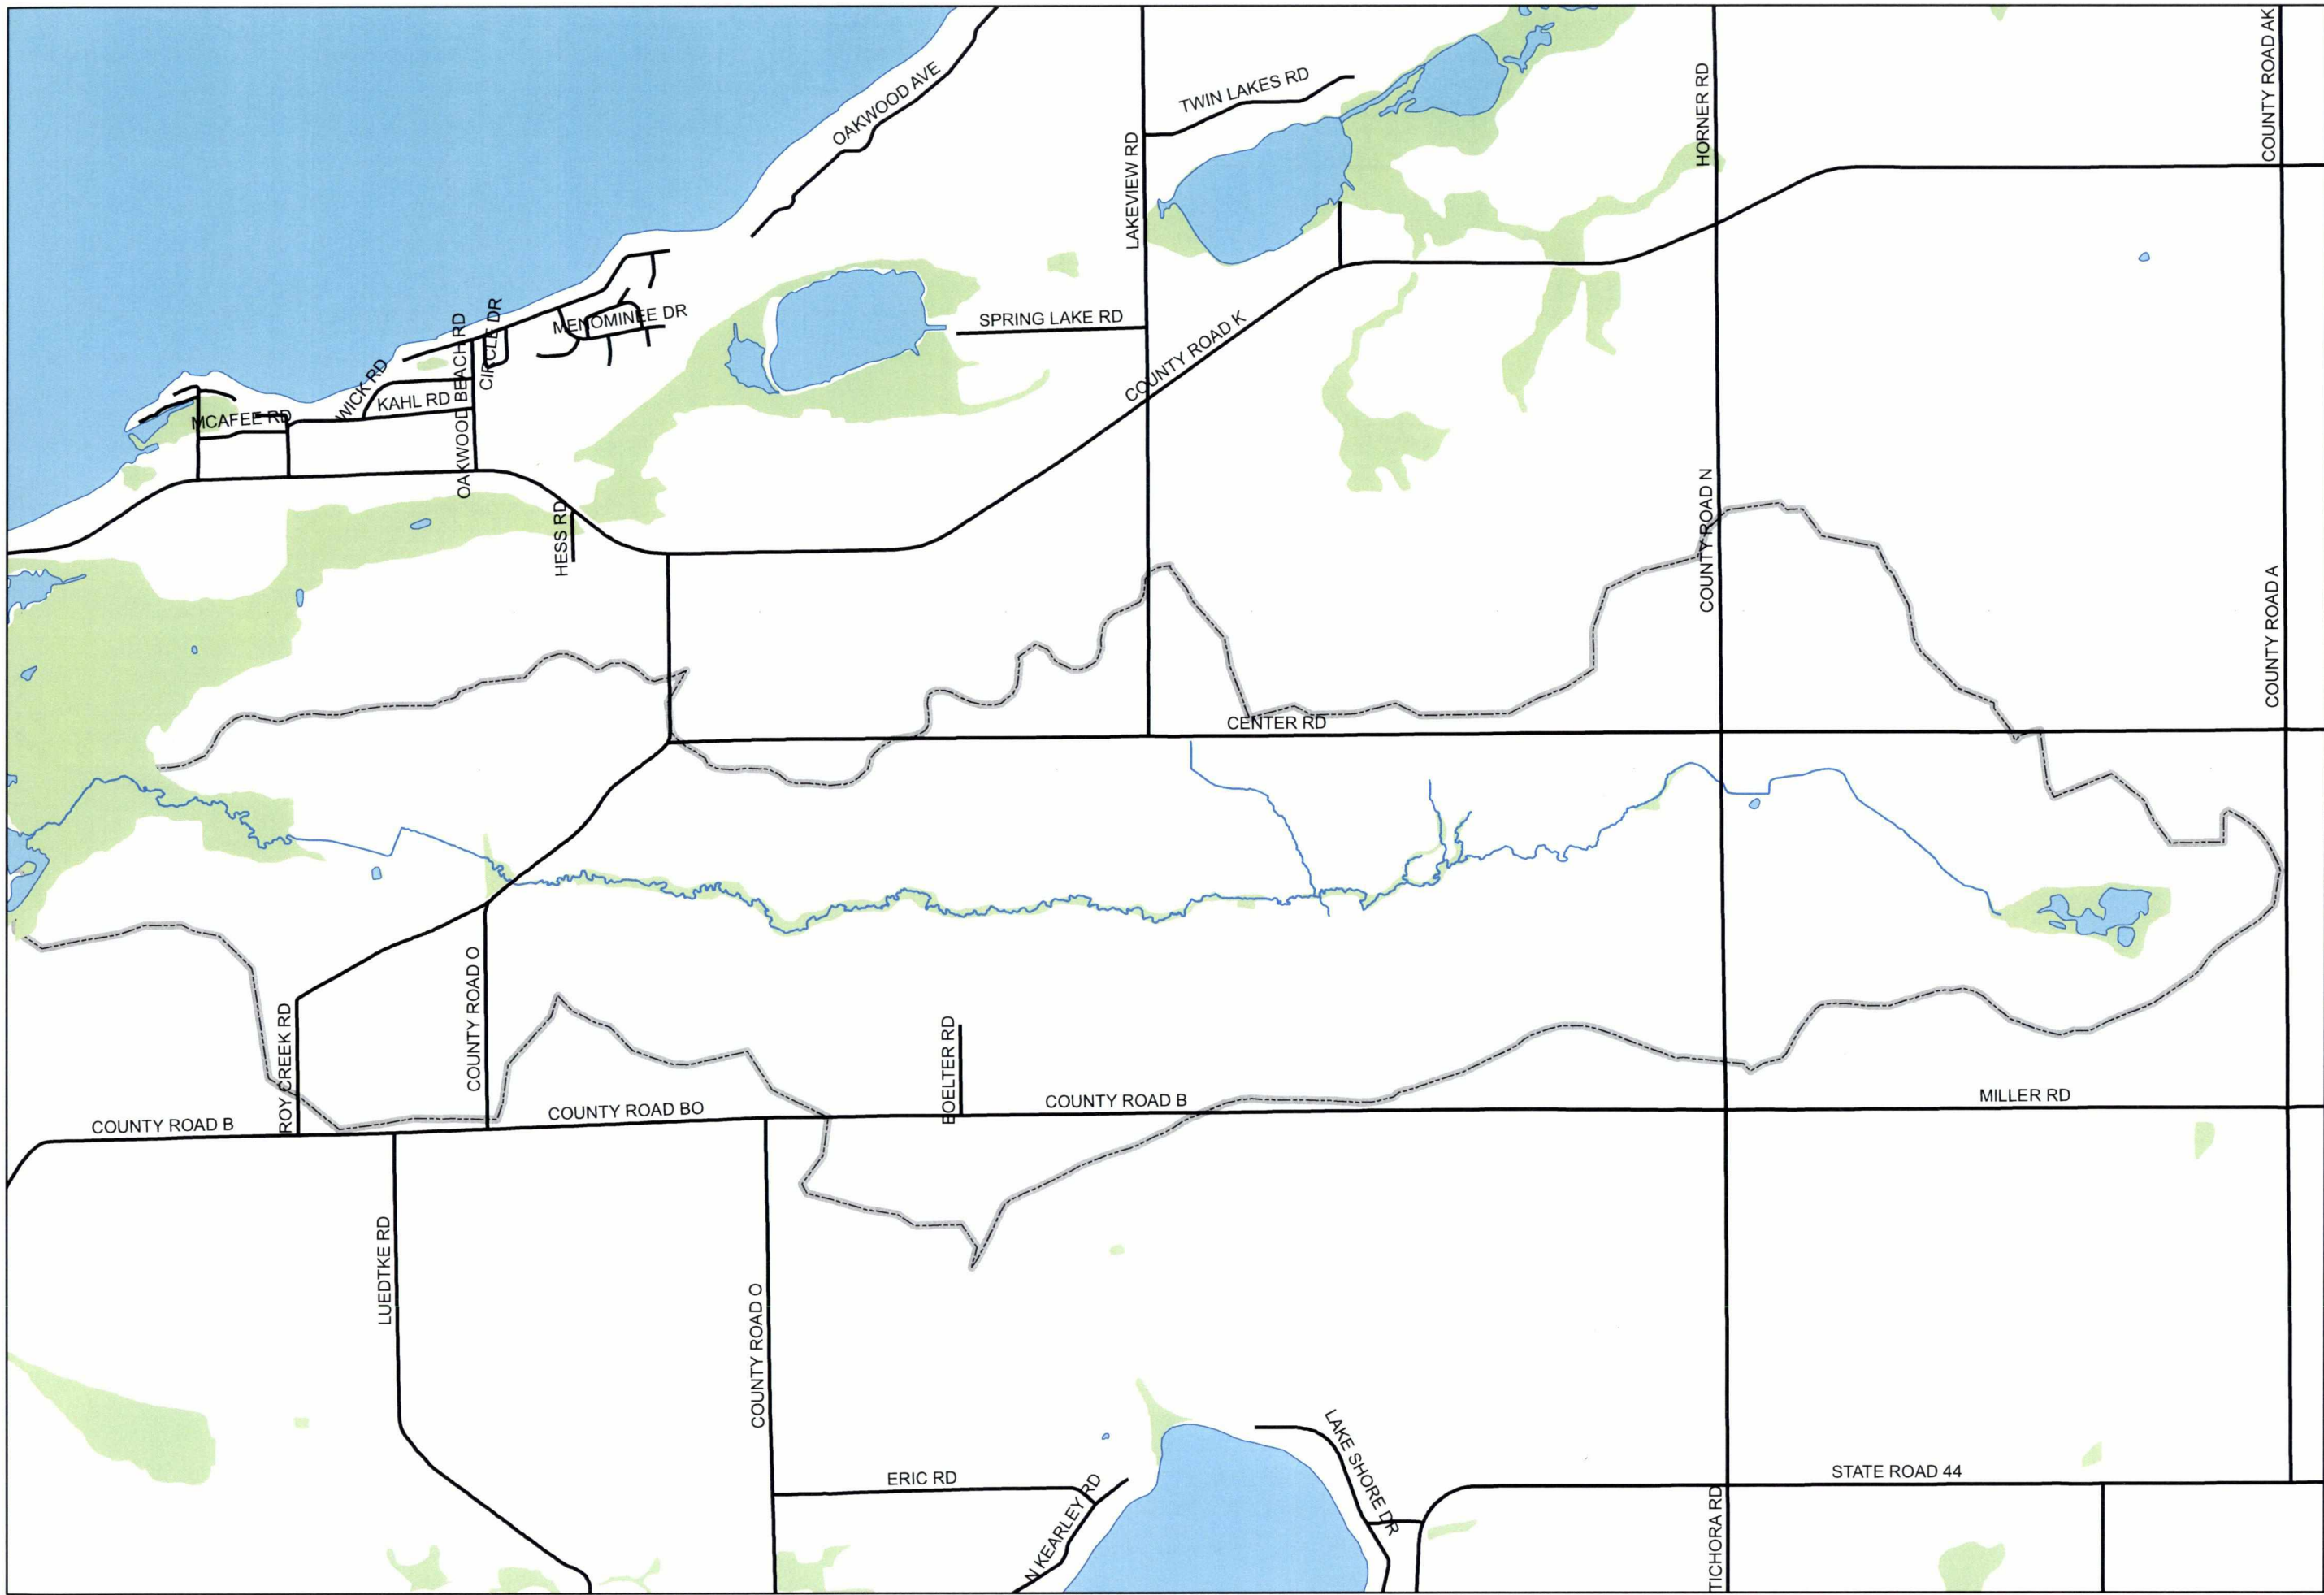 COUNTY ROAD AK
HORNER RD
OAKWOOD AVE
TWIN LAKES RD
LAKEVIEW RD
SPRING LAKE RD
COUNTY ROAD K
MENOMINEE DR
CIRCLE DR
OAKWOOD BEACH RD
WICK RD
KAHL RD
MCAFEE RD
HESS RD
COUNTY ROAD N
COUNTY ROAD A
CENTER RD
COUNTY ROAD O
ROY CREEK RD
BOELTER RD
COUNTY ROAD B
COUNTY ROAD BO
COUNTY ROAD B
MILLER RD
LUEDTKE RD
COUNTY ROAD O
ERIC RD
N KEARLEY RD
LAKE SHORE DR
STATE ROAD 44
TICHORA RD